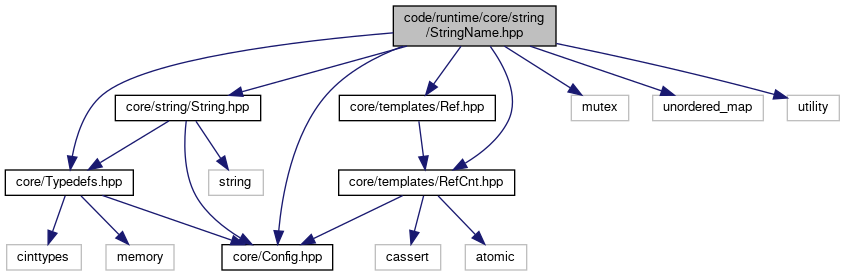 code/runtime/core/string
/StringName.hpp
core/string/String.hpp
core/templates/Ref.hpp
mutex
unordered_map
utility
core/Typedefs.hpp
string
core/templates/RefCnt.hpp
cinttypes
memory
core/Config.hpp
cassert
atomic